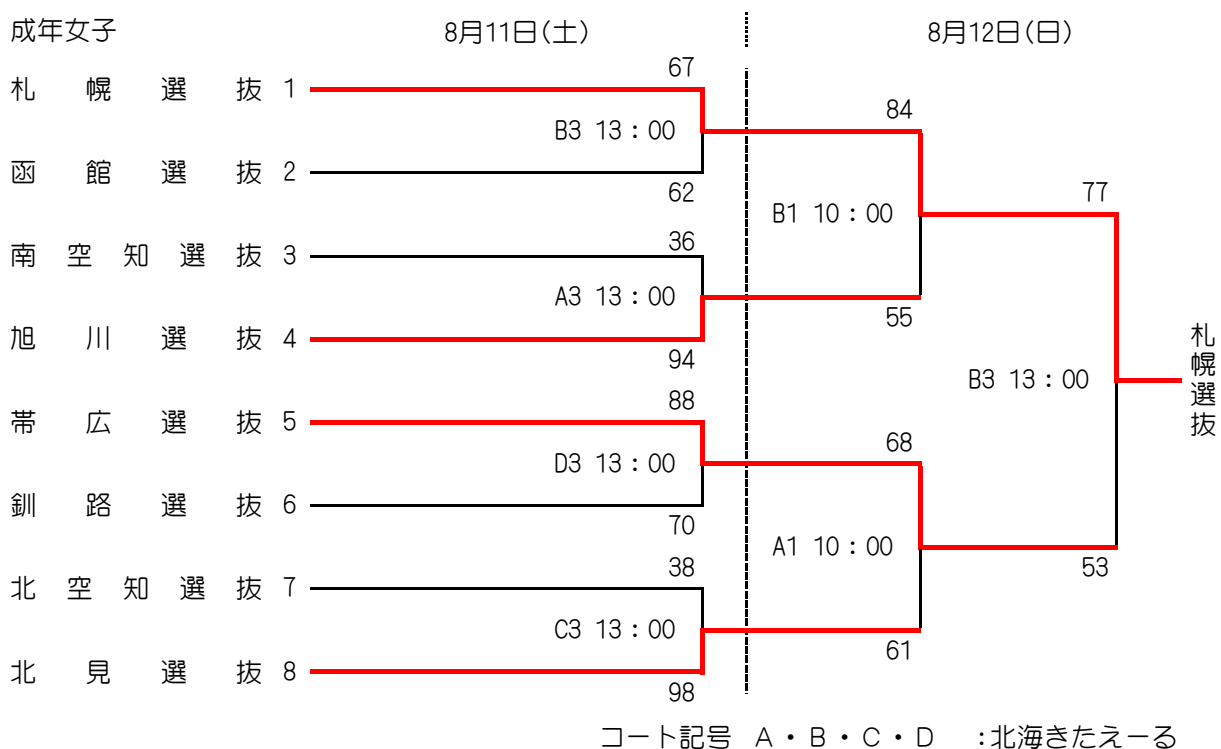 成年女子 8月11日(土) 8月12日(日)
67
札幌選抜 1
84
B3 13:00
函館選抜 2
62
77
B1 10:00
36
南空知選抜 3
A3 13:00
55
旭川選抜 4
94
札幌選抜
B3 13:00
88
帯広選抜 5
68
D3 13:00
釧路選抜 6
70
A1 10:00
38
53
北空知選抜 7
C3 13:00
61
北見選抜 8
98
コート記号 A・B・C・D :北海きたえーる